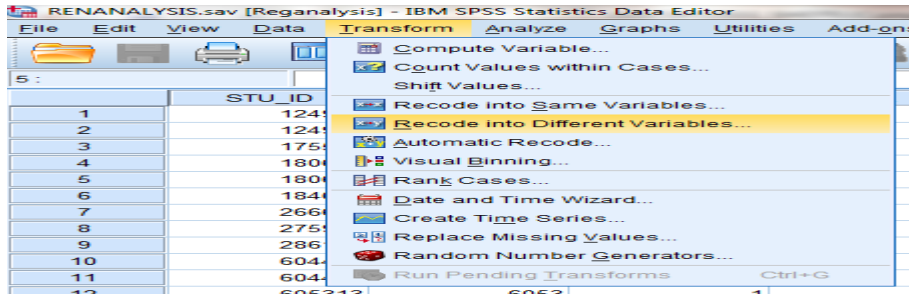 RENANALYSIS.sav [Reganalysis] - IBM SPSS Statistics Data Editor
File Edit View Data Transform Analyze Graphs Utilities
5 :
Compute Variable...
Count Values within Cases...
Shift Values...
Recode into Same Variables...
Recode into Different Variables...
Automatic Recode...
Visual Binning...
Rank Cases...
Date and Time Wizard...
Create Time Series...
Replace Missing Values...
Random Number Generators...
Run Pending Transforms Ctrl+G
STU_ID
1
2
3
4
5
6
7
8
9
10
11